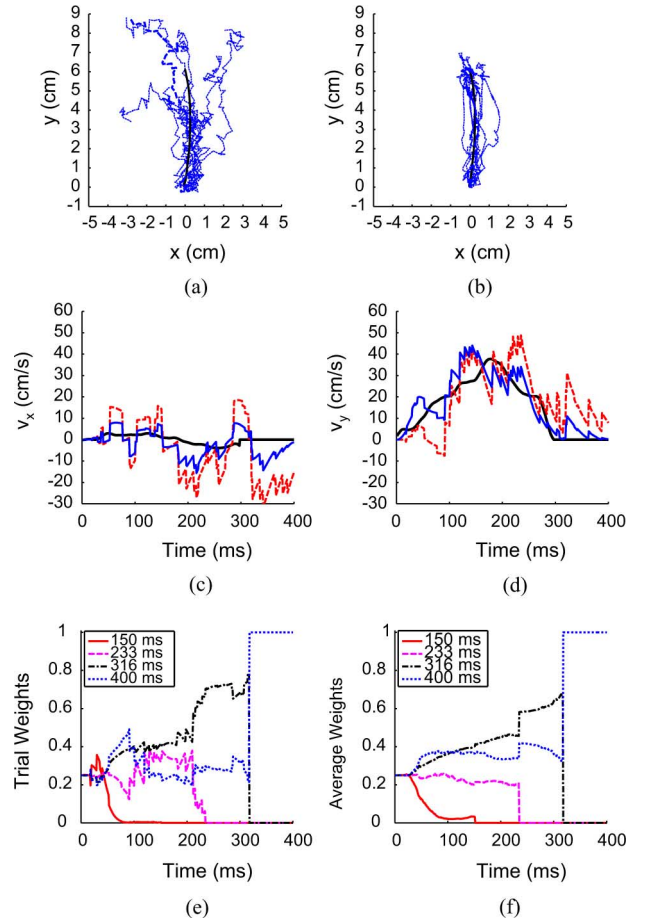 9 9
8 8
7 7
6 6
5 5
4 4
3 3
2 2
1 1
0 0
-1 -1
y (cm) y (cm)
-5 -4 -3 -2 -1 0 1 2 3 4 5 -5 -4 -3 -2 -1 0 1 2 3 4 5
x (cm) x (cm)
(a) (b)
60 60
50 50
40 40
30 30
20 20
10 10
0 0
-10 -10
-20 -20
-30 -30
vx (cm/s) vy (cm/s)
0 100 200 300 400 0 100 200 300 400
Time (ms) Time (ms)
(c) (d)
1 1
150 ms 150 ms
233 ms 233 ms
316 ms 316 ms
400 ms 400 ms
0.8 0.8
0.6 0.6
0.4 0.4
0.2 0.2
0 0
Trial Weights Average Weights
0 100 200 300 400 0 100 200 300 400
Time (ms) Time (ms)
(e) (f)